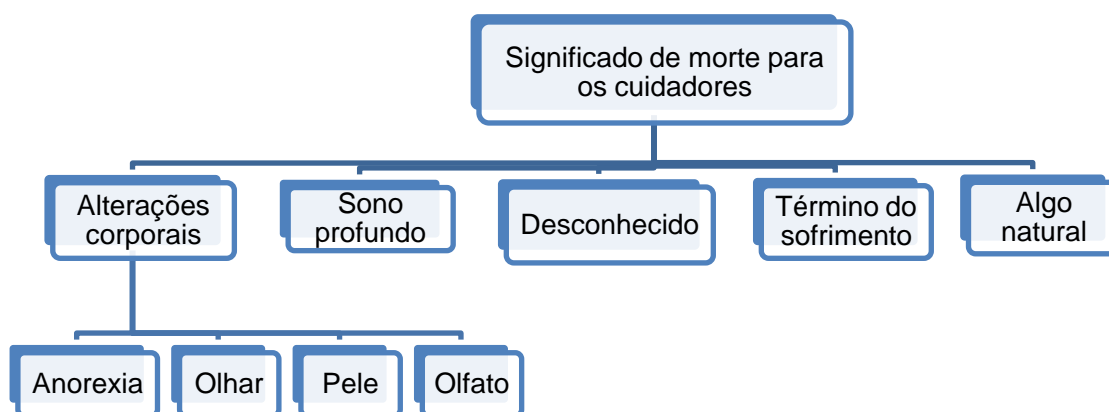 Significado de morte para
os cuidadores
Alterações
corporais
Sono
profundo
Desconhecido
Término do
sofrimento
Algo
natural
Anorexia
Olhar
Pele
Olfato